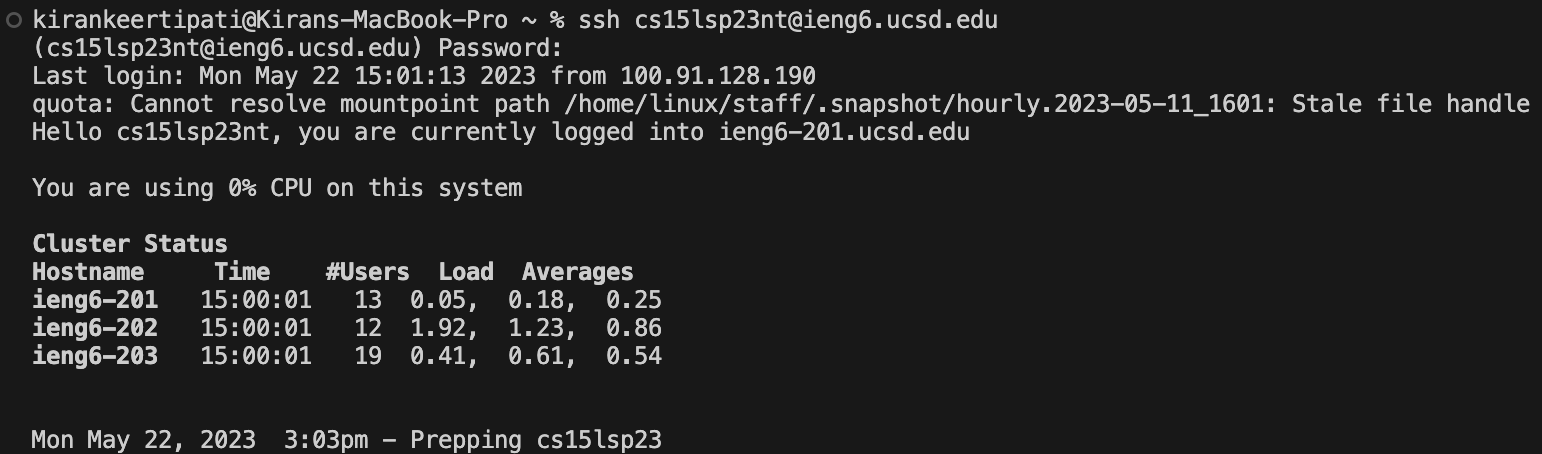 kirankeertipati@Kirans-MacBook-Pro ~ % ssh cs15lsp23nt@ieng6.ucsd.edu
(cs15lsp23nt@ieng6.ucsd.edu) Password:
Last login: Mon May 22 15:01:13 2023 from 100.91.128.190
quota: Cannot resolve mountpoint path /home/linux/staff/.snapshot/hourly.2023-05-11_1601: Stale file handle
Hello cs15lsp23nt, you are currently logged into ieng6-201.ucsd.edu
You are using 0% CPU on this system
Cluster Status
Hostname     Time    #Users  Load  Averages
ieng6-201   15:00:01   13  0.05,  0.18,  0.25
ieng6-202   15:00:01   12  1.92,  1.23,  0.86
ieng6-203   15:00:01   19  0.41,  0.61,  0.54
Mon May 22, 2023  3:03pm - Prepping cs15lsp23